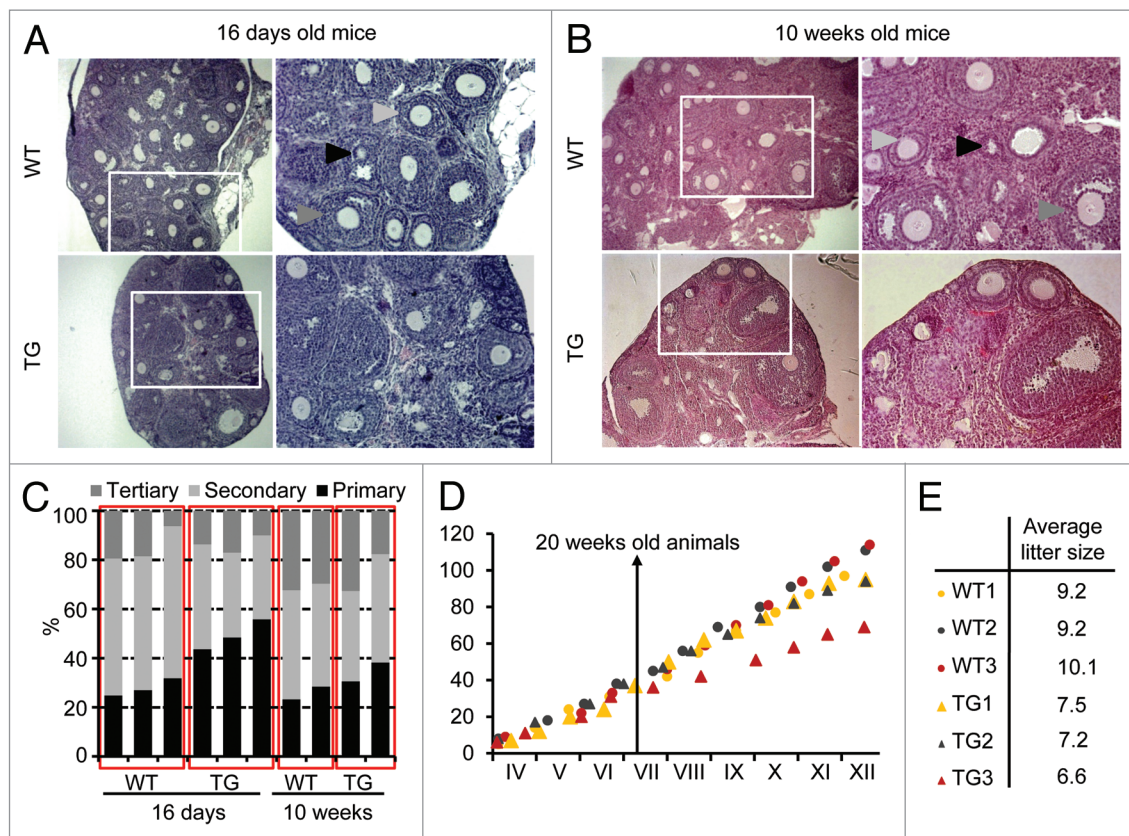 A
16 days old mice
WT
TG
B
10 weeks old mice
WT
TG
C
Tertiary Secondary Primary
100
80
60
40
20
0
%
WT TG WT TG
16 days 10 weeks
D
20 weeks old animals
120
100
80
60
40
20
0
IV V VI VII VIII IX X XI XII
E
Average
litter size
WT1 9.2
WT2 9.2
WT3 10.1
TG1 7.5
TG2 7.2
TG3 6.6